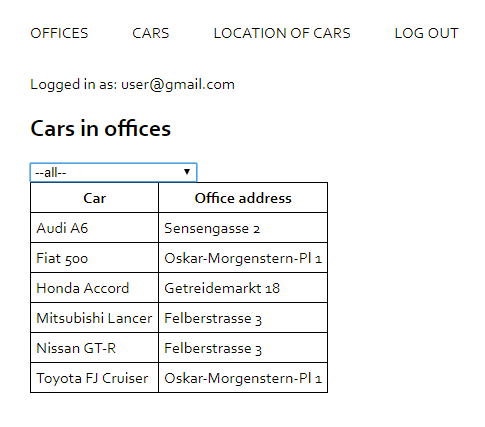 OFFICES CARS LOCATION OF CARS LOG OUT
Logged in as: user@gmail.com
Cars in offices
--all--
Car Office address
Audi A6 Sensengasse 2
Fiat 500 Oskar-Morgenstern-Pl 1
Honda Accord Getreidemarkt 18
Mitsubishi Lancer Felberstrasse 3
Nissan GT-R Felberstrasse 3
Toyota FJ Cruiser Oskar-Morgenstern-Pl 1